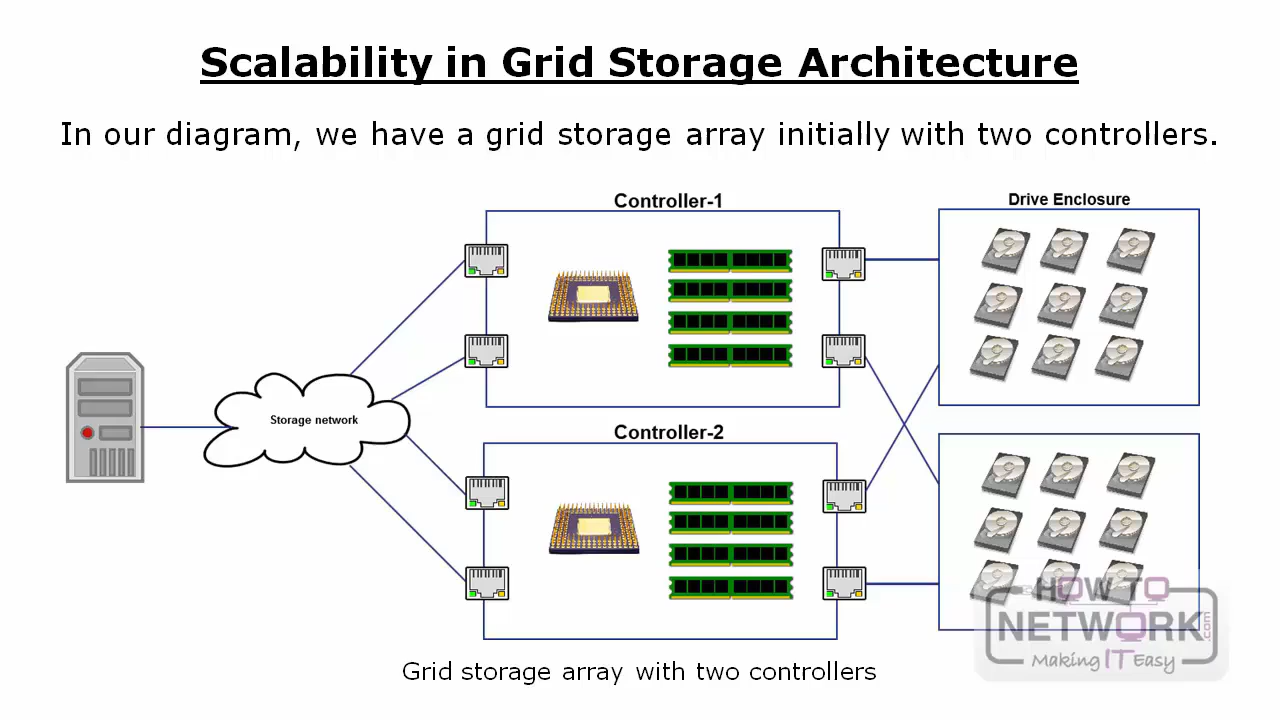 Scalability in Grid Storage Architecture
In our diagram, we have a grid storage array initially with two controllers.
Controller-1
Drive Enclosure
Storage network
Controller-2
HOW TO
NETWORK.com
Making IT Easy
Grid storage array with two controllers